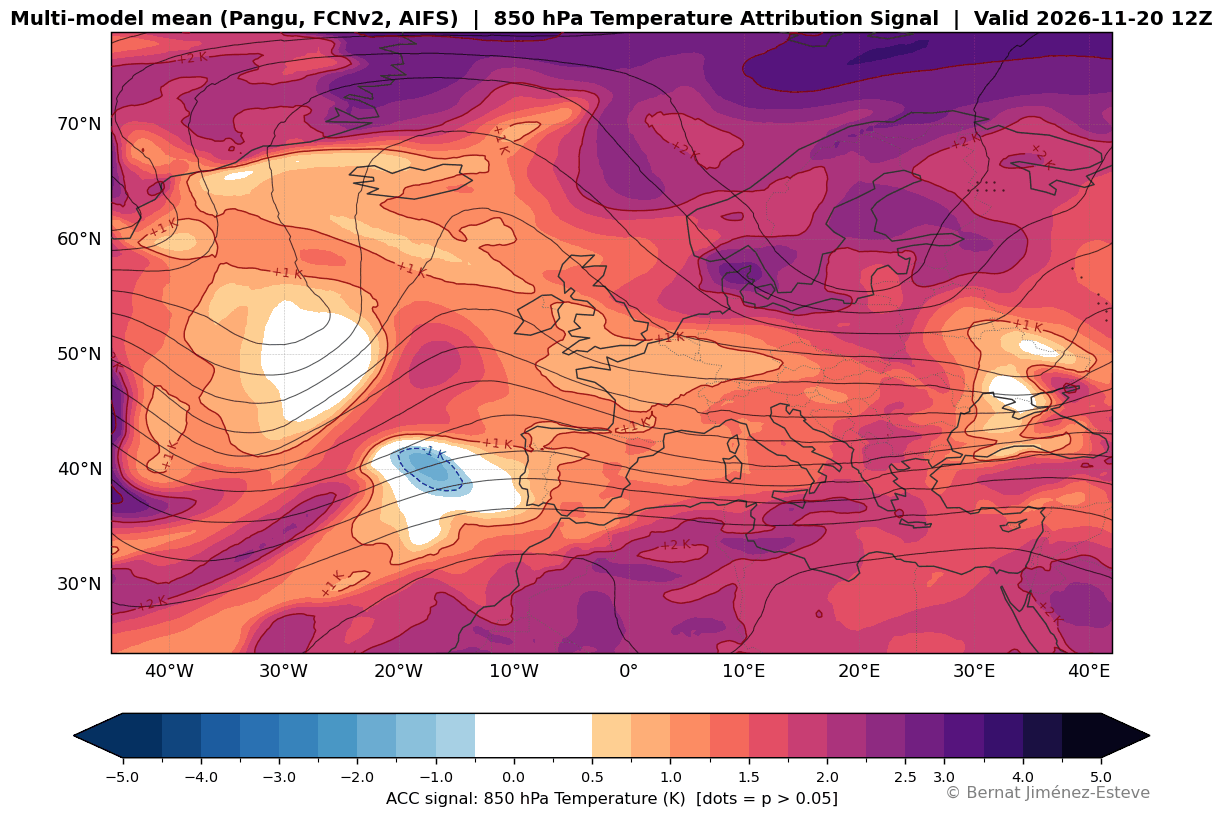 Multi-model mean (Pangu, FCNv2, AIFS) | 850 hPa Temperature Attribution Signal | Valid 2026-11-20 12Z
+2 K
70°N
+1 K
+2 K
+2 K
+2 K
60°N
+1 K
+1 K
+1 K
50°N
+1 K
+1 K
40°N
+1 K
-1 K
+1 K
+1 K
30°N
+2 K
+1 K
+2 K
+2 K
40°W 30°W 20°W 10°W 0° 10°E 20°E 30°E 40°E
−5.0 −4.0 −3.0 −2.0 −1.0 0.0 0.5 1.0 1.5 2.0 2.5 3.0 4.0 5.0
ACC signal: 850 hPa Temperature (K) [dots = p > 0.05]
© Bernat Jiménez-Esteve